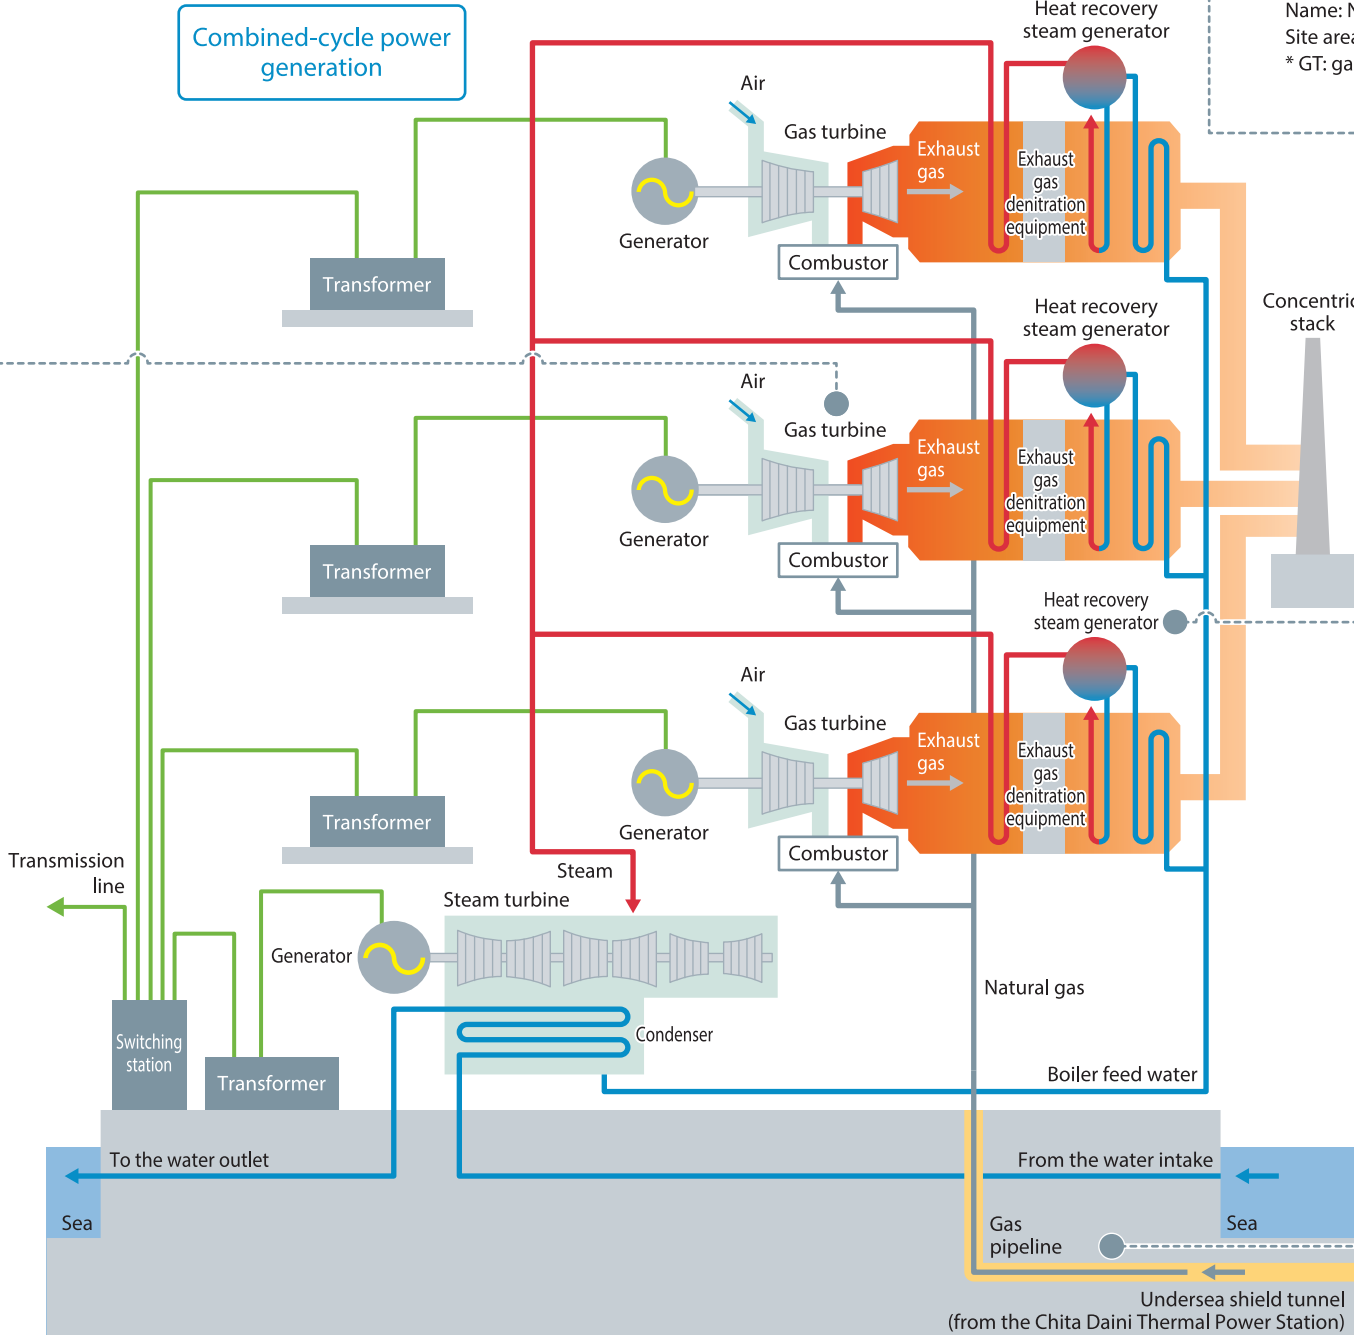 Combined-cycle power
generation
Heat recovery
steam generator
Name: N
Site area
* GT: ga
Air
Gas turbine
Exhaust
gas
Exhaust
gas
denitration
equipment
Generator
Combustor
Transformer
Heat recovery
steam generator
Concentric
stack
Air
Gas turbine
Exhaust
gas
Exhaust
gas
denitration
equipment
Generator
Combustor
Transformer
Heat recovery
steam generator
Air
Gas turbine
Exhaust
gas
Exhaust
gas
denitration
equipment
Generator
Combustor
Transformer
Transmission
line
Steam
Steam turbine
Generator
Natural gas
Switching
station
Condenser
Transformer
Boiler feed water
To the water outlet
From the water intake
Sea
Sea
Gas
pipeline
Undersea shield tunnel
(from the Chita Daini Thermal Power Station)